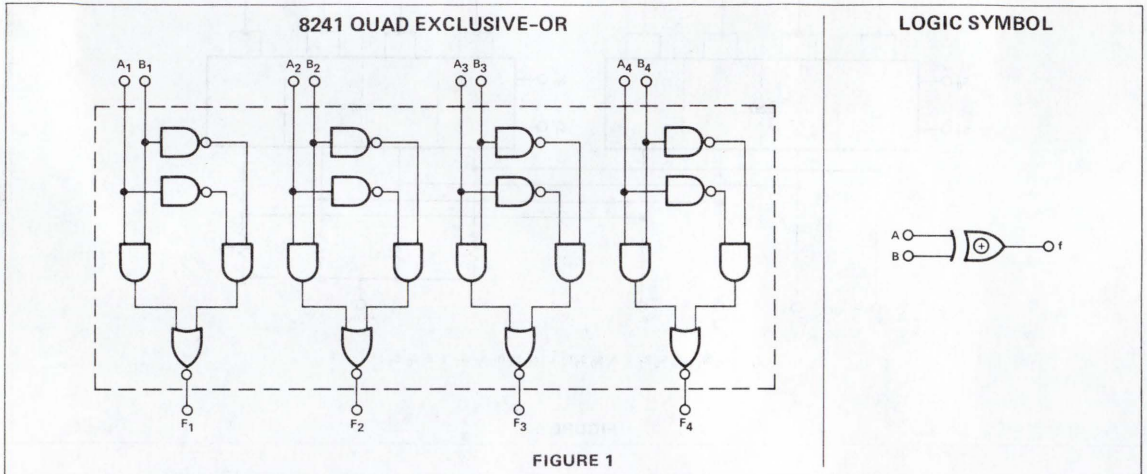 8241 QUAD EXCLUSIVE-OR
LOGIC SYMBOL
A1 B1 A2 B2 A3 B3 A4 B4
A
B
f
F1 F2 F3 F4
FIGURE 1